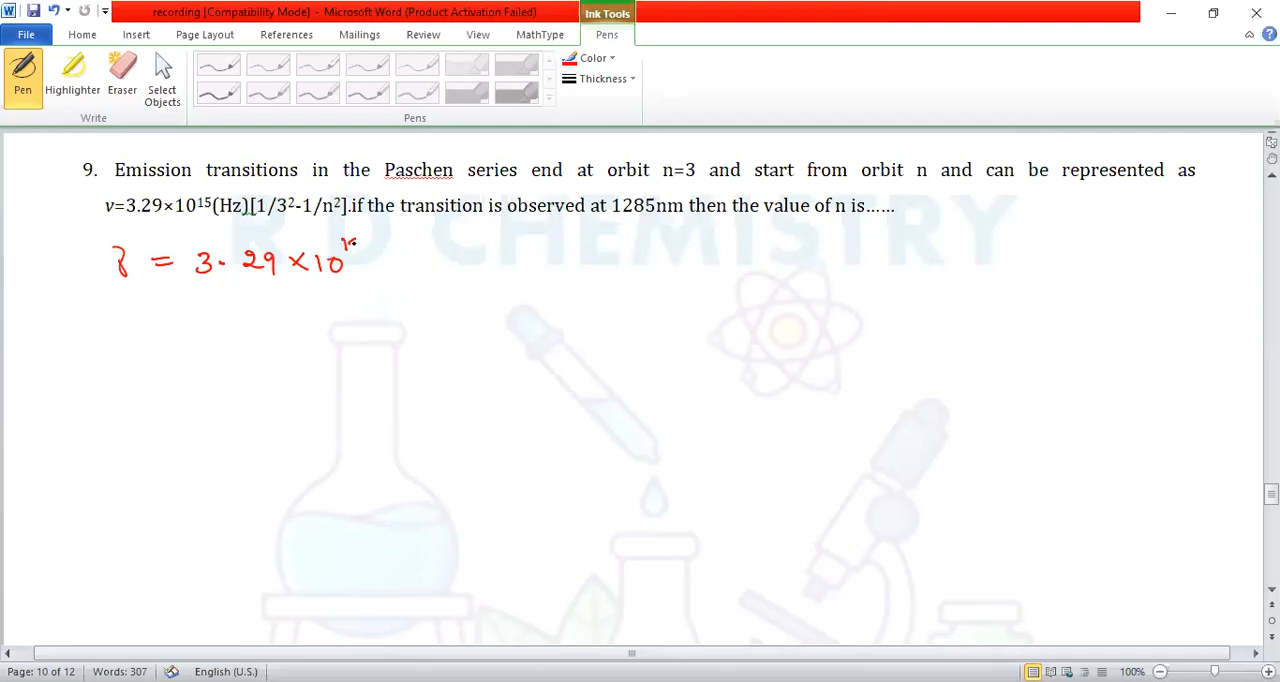 recording [Compatibility Mode] - Microsoft Word (Product Activation Failed)
Ink Tools
File Home Insert Page Layout References Mailings Review View MathType Pens
Pen Highlighter Eraser Select Objects
Color
Thickness
Write Pens
9. Emission transitions in the Paschen series end at orbit n=3 and start from orbit n and can be represented as
v=3.29×10¹⁵(Hz)[1/3²-1/n²].if the transition is observed at 1285nm then the value of n is……
R D CHEMISTRY
= 3.29×10
Page: 10 of 12 Words: 307 English (U.S.) 100%